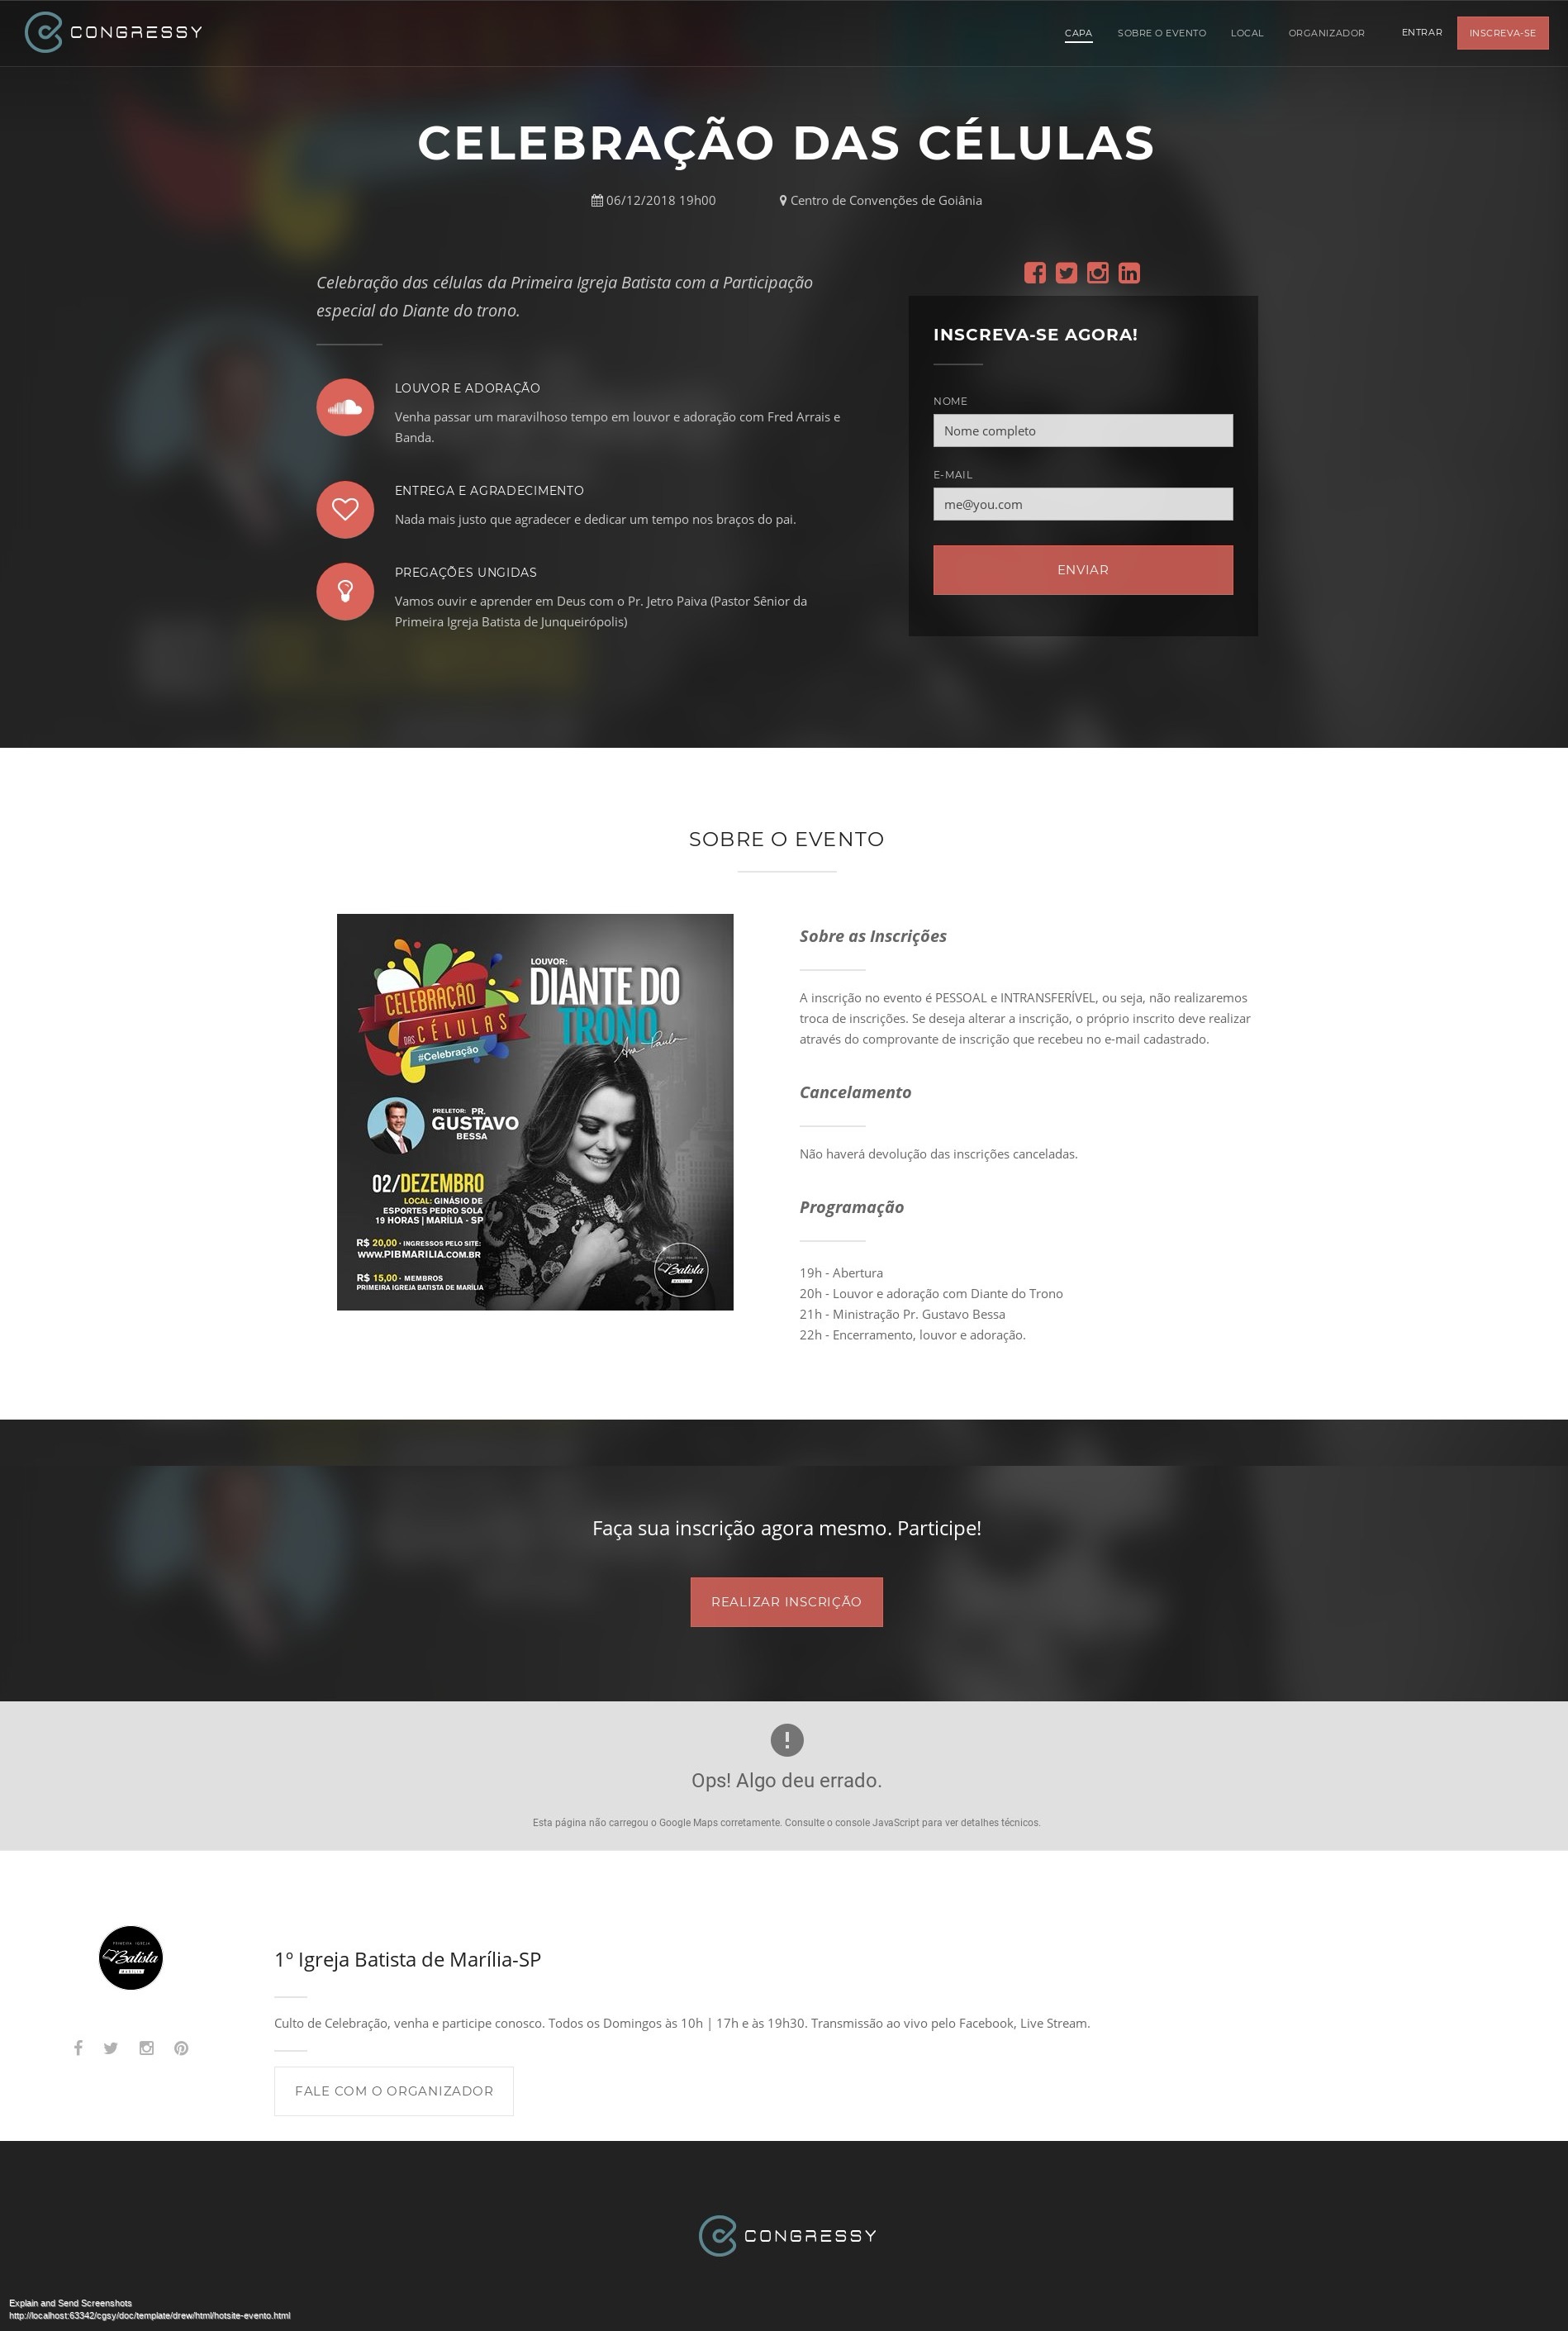 CONGRESSY
CAPA SOBRE O EVENTO LOCAL ORGANIZADOR ENTRAR INSCREVA-SE
CELEBRAÇÃO DAS CÉLULAS
06/12/2018 19h00 Centro de Convenções de Goiânia
Celebração das células da Primeira Igreja Batista com a Participação
especial do Diante do trono.
LOUVOR E ADORAÇÃO
Venha passar um maravilhoso tempo em louvor e adoração com Fred Arrais e
Banda.
ENTREGA E AGRADECIMENTO
Nada mais justo que agradecer e dedicar um tempo nos braços do pai.
PREGAÇÕES UNGIDAS
Vamos ouvir e aprender em Deus com o Pr. Jetro Paiva (Pastor Sênior da
Primeira Igreja Batista de Junqueirópolis)
INSCREVA-SE AGORA!
NOME
Nome completo
E-MAIL
me@you.com
ENVIAR
SOBRE O EVENTO
CELEBRAÇÃO
DAS CÉLULAS
#Celebração
LOUVOR:
DIANTE DO
TRONO
Ana Paula
PRELETOR: PR.
GUSTAVO
BESSA
02/DEZEMBRO
LOCAL: GINÁSIO DE
ESPORTES PEDRO SOLA
19 HORAS | MARÍLIA - SP
R$ 20,00 - INGRESSOS PELO SITE:
WWW.PIBMARILIA.COM.BR
R$ 15,00 - MEMBROS
PRIMEIRA IGREJA BATISTA DE MARÍLIA
PRIMEIRA IGREJA
Batista
MARÍLIA
Sobre as Inscrições
A inscrição no evento é PESSOAL e INTRANSFERÍVEL, ou seja, não realizaremos
troca de inscrições. Se deseja alterar a inscrição, o próprio inscrito deve realizar
através do comprovante de inscrição que recebeu no e-mail cadastrado.
Cancelamento
Não haverá devolução das inscrições canceladas.
Programação
19h - Abertura
20h - Louvor e adoração com Diante do Trono
21h - Ministração Pr. Gustavo Bessa
22h - Encerramento, louvor e adoração.
Faça sua inscrição agora mesmo. Participe!
REALIZAR INSCRIÇÃO
Ops! Algo deu errado.
Esta página não carregou o Google Maps corretamente. Consulte o console JavaScript para ver detalhes técnicos.
PRIMEIRA IGREJA
Batista
MARÍLIA
1º Igreja Batista de Marília-SP
Culto de Celebração, venha e participe conosco. Todos os Domingos às 10h | 17h e às 19h30. Transmissão ao vivo pelo Facebook, Live Stream.
FALE COM O ORGANIZADOR
CONGRESSY
Explain and Send Screenshots
http://localhost:63342/cgsy/doc/template/drew/html/hotsite-evento.html